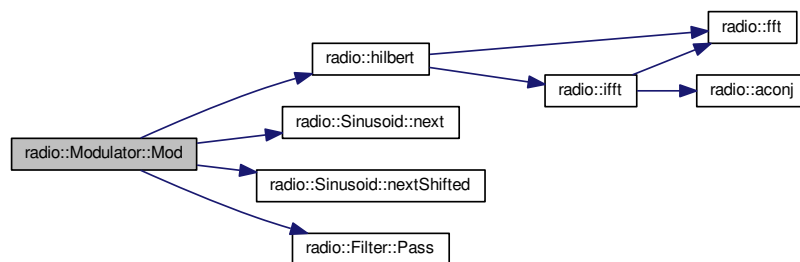 radio::Modulator::Mod
radio::hilbert
radio::Sinusoid::next
radio::Sinusoid::nextShifted
radio::Filter::Pass
radio::ifft
radio::fft
radio::aconj